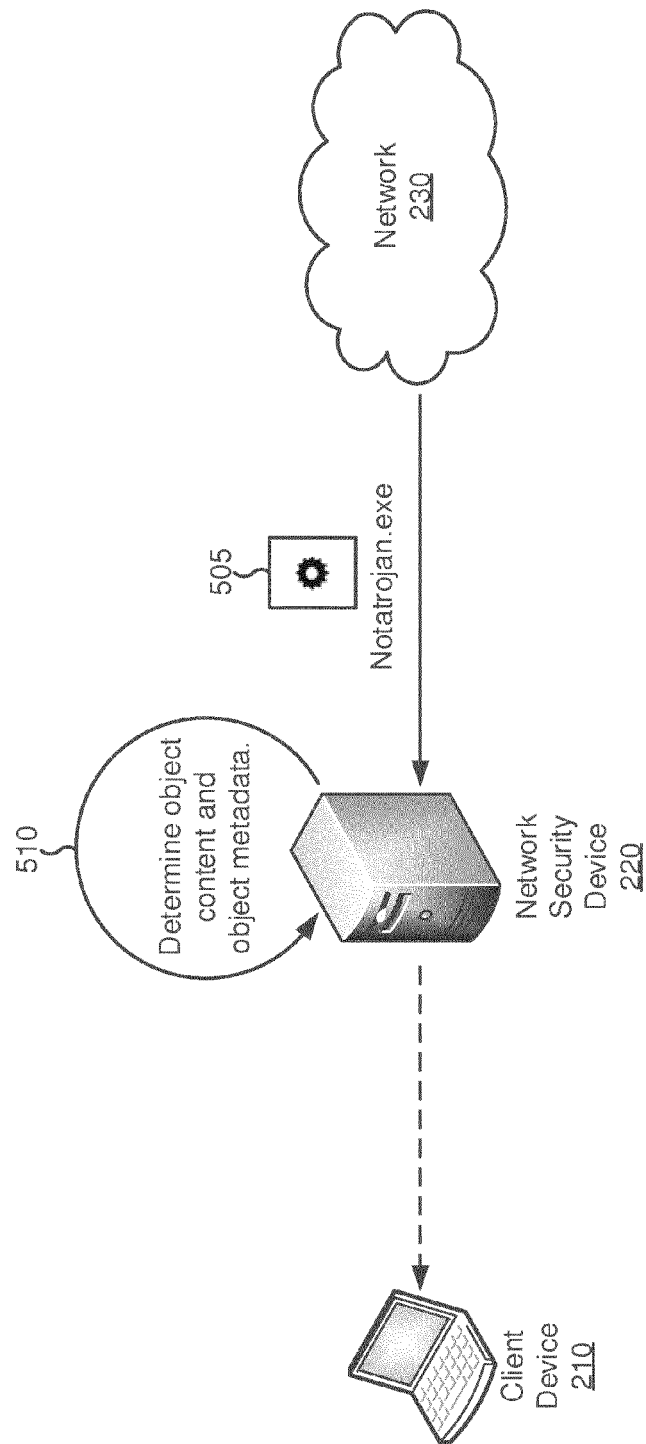 510
Determine object
content and
object metadata.
505
Notatrojan.exe
Network
230
Network
Security
Device
220
Client
Device
210